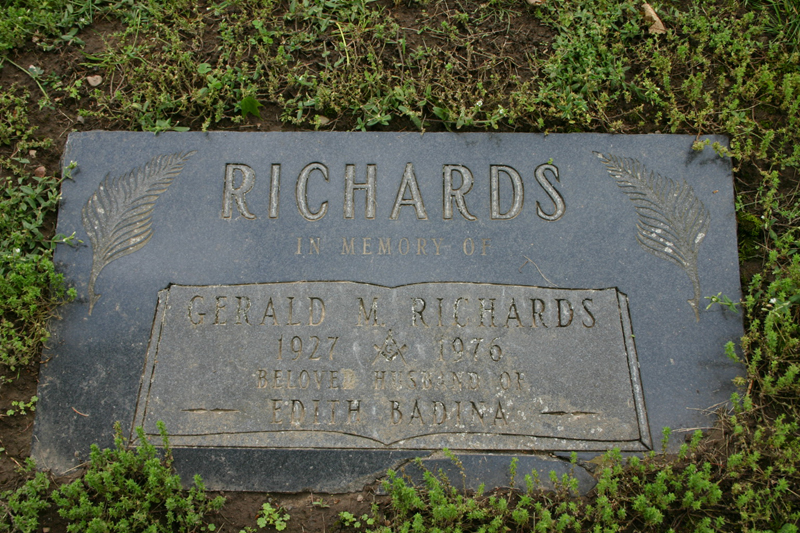 RICHARDS
IN MEMORY OF
GERALD M. RICHARDS
1927 1976
BELOVED HUSBAND OF
EDITH BADINA